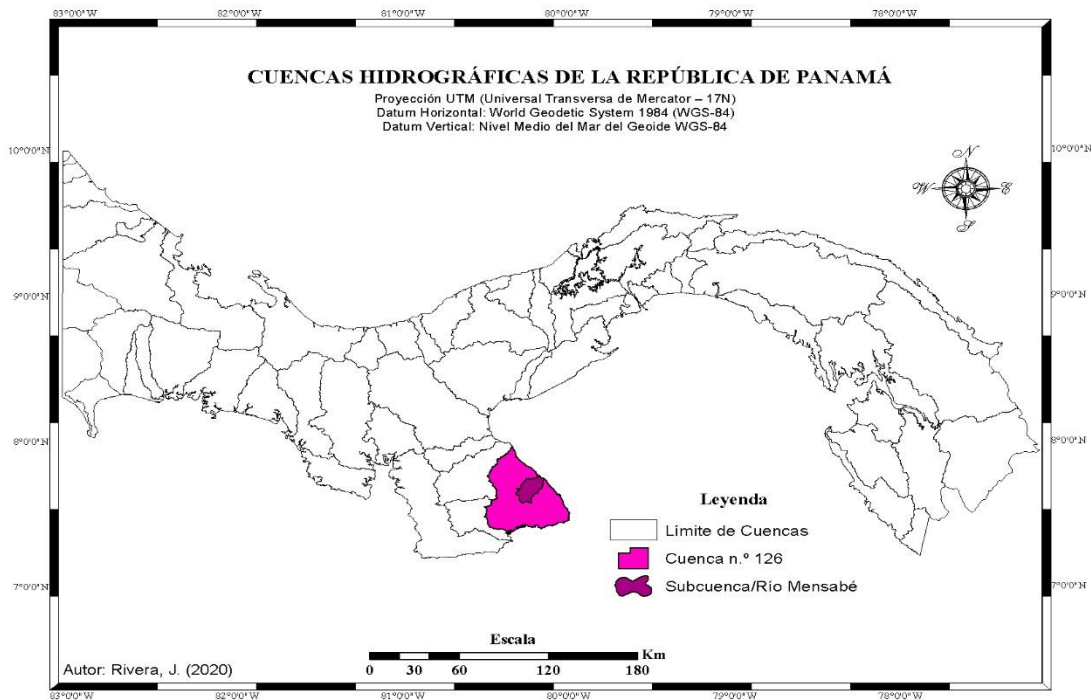 83°0'0"W 82°0'0"W 81°0'0"W 80°0'0"W 79°0'0"W 78°0'0"W
CUENCAS HIDROGRÁFICAS DE LA REPÚBLICA DE PANAMÁ
Proyección UTM (Universal Transversa de Mercator – 17N)
Datum Horizontal: World Geodetic System 1984 (WGS-84)
Datum Vertical: Nivel Medio del Mar del Geoide WGS-84
N
W E
S
10°0'0"N 10°0'0"N
9°0'0"N 9°0'0"N
8°0'0"N 8°0'0"N
7°0'0"N 7°0'0"N
Leyenda
Límite de Cuencas
Cuenca n.º 126
Subcuenca/Río Mensabé
Escala
Km
0 30 60 120 180
Autor: Rivera, J. (2020)
83°0'0"W 82°0'0"W 81°0'0"W 80°0'0"W 79°0'0"W 78°0'0"W